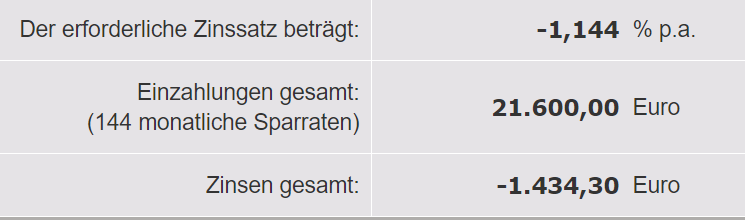 Der erforderliche Zinssatz beträgt: -1,144 % p.a.
Einzahlungen gesamt:
(144 monatliche Sparraten) 21.600,00 Euro
Zinsen gesamt: -1.434,30 Euro